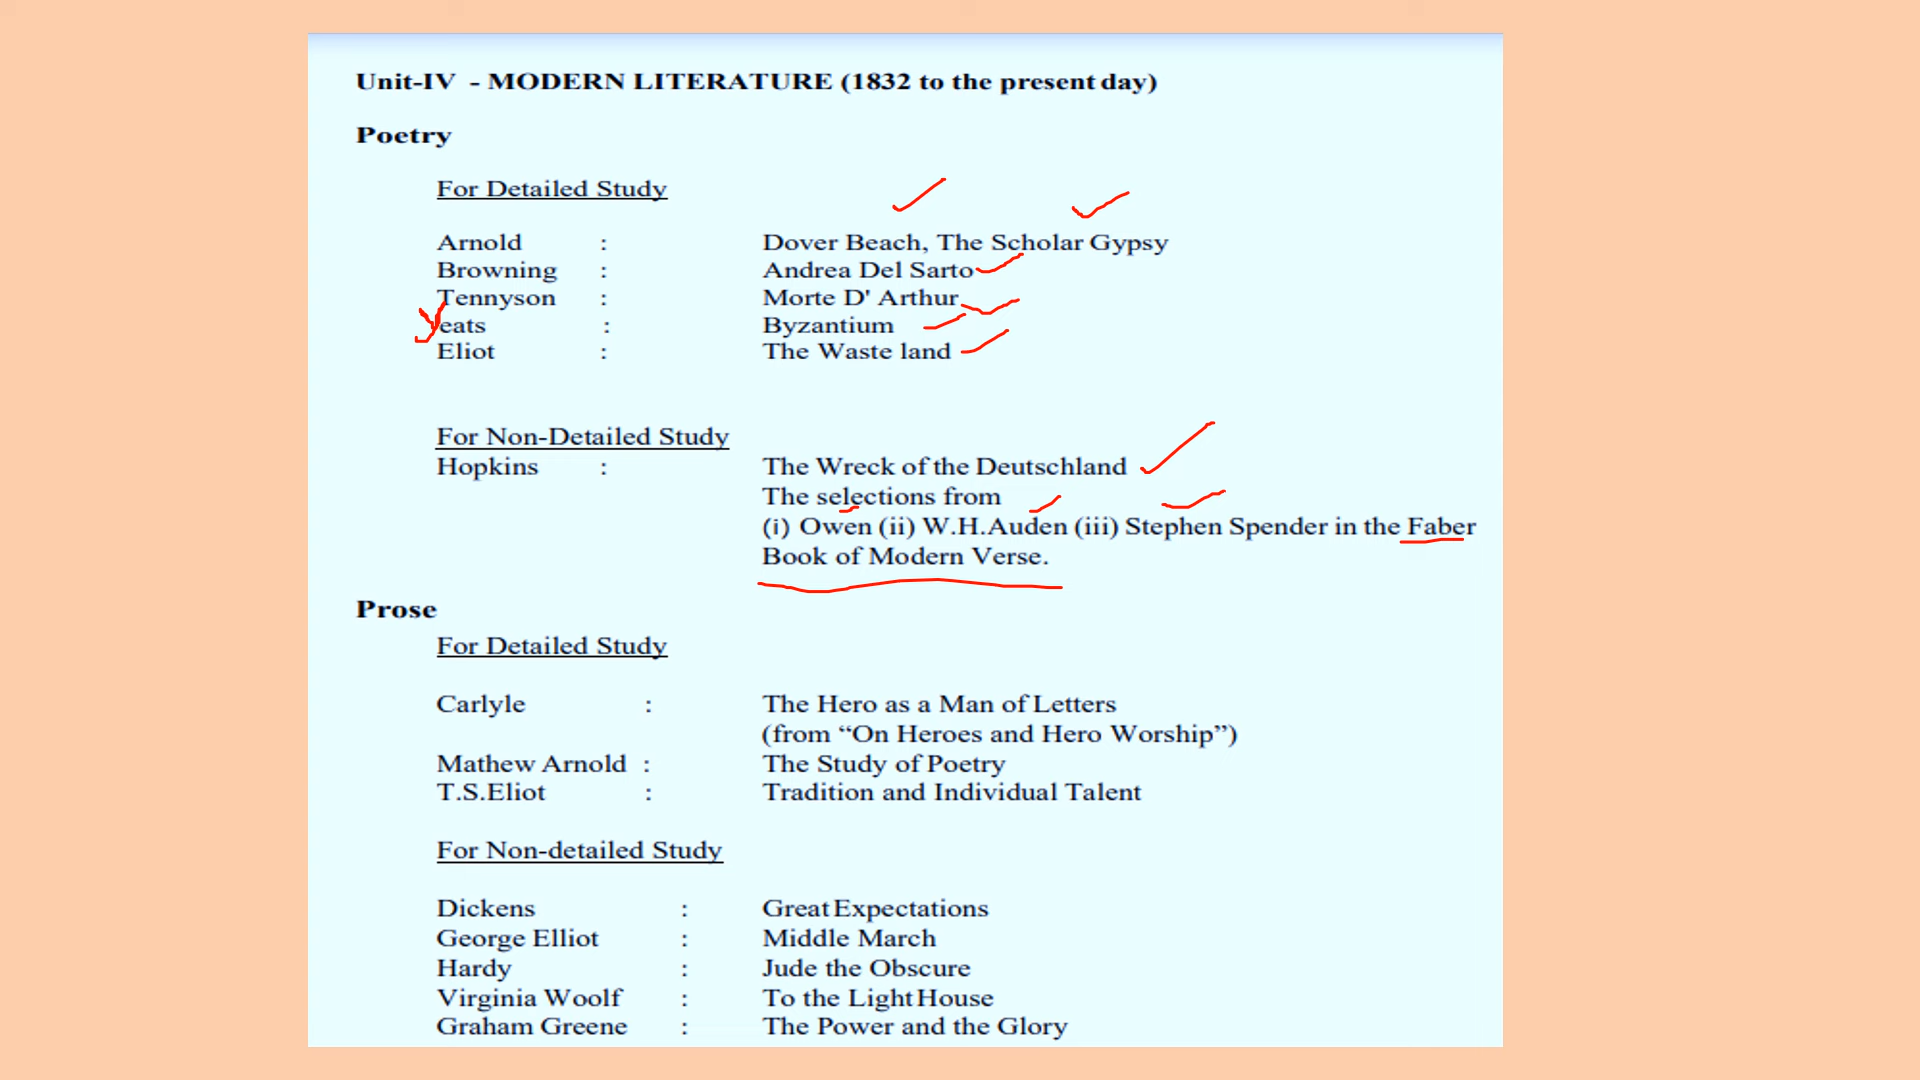 Unit-IV - MODERN LITERATURE (1832 to the present day)
Poetry
For Detailed Study
Arnold : Dover Beach, The Scholar Gypsy
Browning : Andrea Del Sarto
Tennyson : Morte D' Arthur
Yeats : Byzantium
Eliot : The Waste land
For Non-Detailed Study
Hopkins : The Wreck of the Deutschland
The selections from
(i) Owen (ii) W.H.Auden (iii) Stephen Spender in the Faber
Book of Modern Verse.
Prose
For Detailed Study
Carlyle : The Hero as a Man of Letters
(from “On Heroes and Hero Worship”)
Mathew Arnold : The Study of Poetry
T.S.Eliot : Tradition and Individual Talent
For Non-detailed Study
Dickens : Great Expectations
George Elliot : Middle March
Hardy : Jude the Obscure
Virginia Woolf : To the Light House
Graham Greene : The Power and the Glory